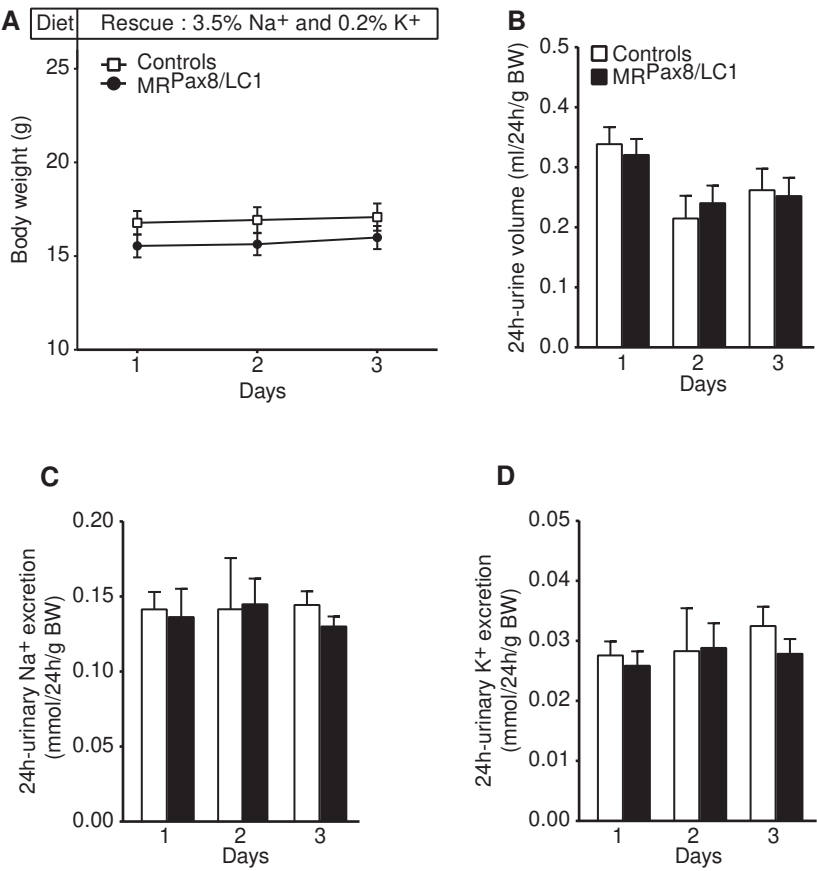 A
Diet
Rescue : 3.5% Na+ and 0.2% K+
Controls
MRPax8/LC1
Body weight (g)
25
20
15
10
1 2 3
Days
B
Controls
MRPax8/LC1
24h-urine volume (ml/24h/g BW)
0.5
0.4
0.3
0.2
0.1
0.0
1 2 3
Days
C
24h-urinary Na+ excretion
(mmol/24h/g BW)
0.20
0.15
0.10
0.05
0.00
1 2 3
Days
D
24h-urinary K+ excretion
(mmol/24h/g BW)
0.05
0.04
0.03
0.02
0.01
0.00
1 2 3
Days